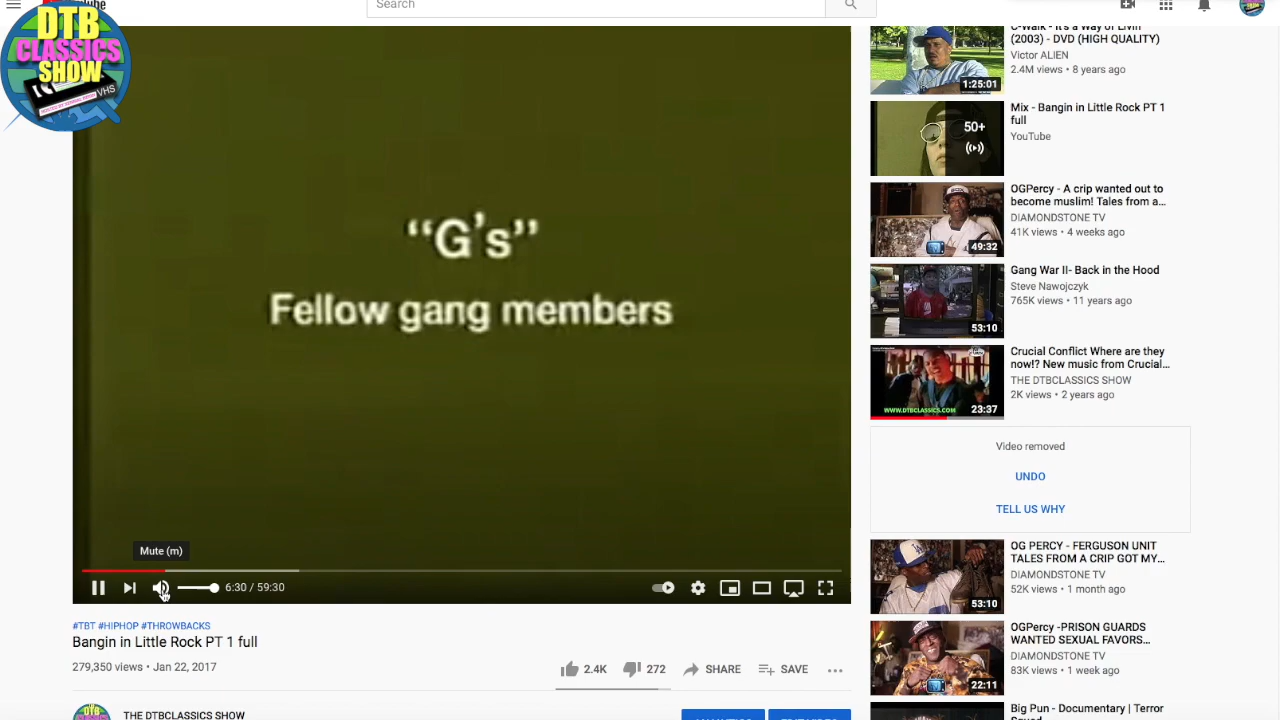 Search
DTB
CLASSICS
SHOW
VHS
"G's"
Fellow gang members
Mute (m)
6:30 / 59:30
#TBT #HIPHOP #THROWBACKS
Bangin in Little Rock PT 1 full
279,350 views • Jan 22, 2017
2.4K
272
SHARE
SAVE
THE DTBCLASSICS SHOW
C-Walk - It's a Way of Livin'
(2003) - DVD (HIGH QUALITY)
Victor ALIEN
2.4M views • 8 years ago
1:25:01
Mix - Bangin in Little Rock PT 1
full
YouTube
50+
OGPercy - A crip wanted out to
become muslim! Tales from a...
DIAMONDSTONE TV
41K views • 4 weeks ago
49:32
Gang War II- Back in the Hood
Steve Nawojczyk
765K views • 11 years ago
53:10
Crucial Conflict Where are they
now!? New music from Crucial...
THE DTBCLASSICS SHOW
2K views • 2 years ago
WWW.DTBCLASSICS.COM
23:37
Video removed
UNDO
TELL US WHY
OG PERCY - FERGUSON UNIT
TALES FROM A CRIP GOT MY...
DIAMONDSTONE TV
52K views • 1 month ago
53:10
OGPercy -PRISON GUARDS
WANTED SEXUAL FAVORS...
DIAMONDSTONE TV
83K views • 1 week ago
22:11
Big Pun - Documentary | Terror